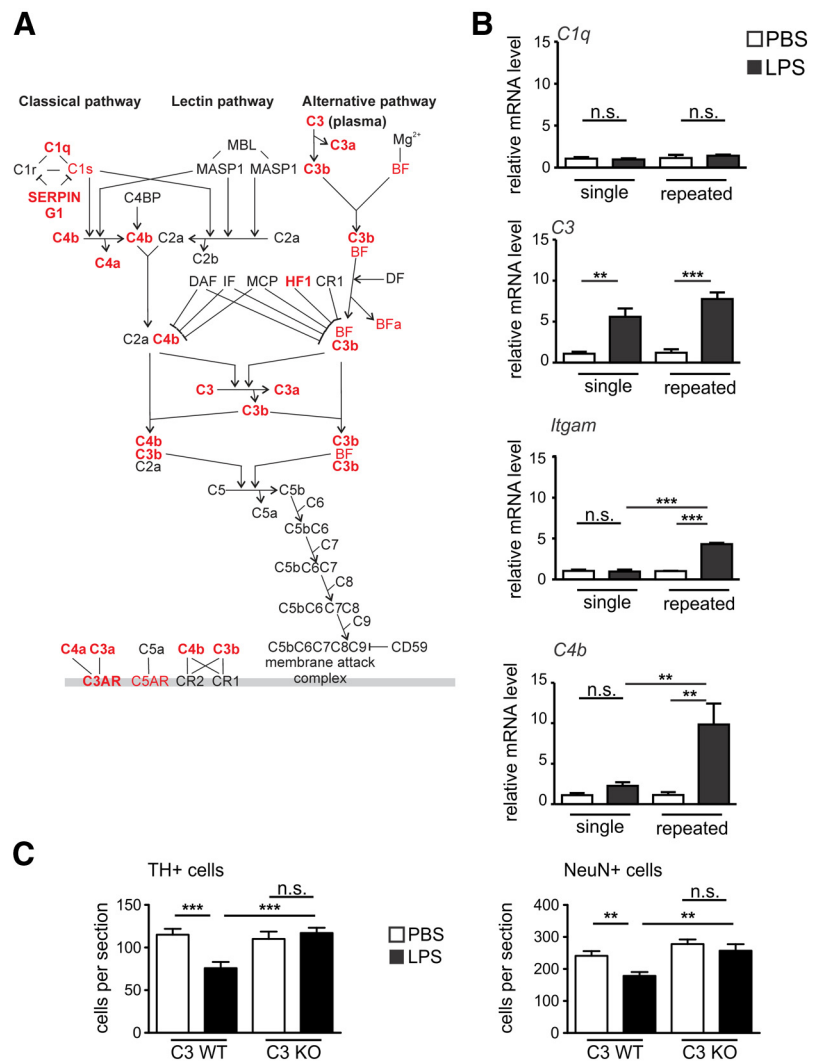 A
Classical pathway
Lectin pathway
Alternative pathway
(plasma)
C3
C3a
C3b
Mg2+
BF
MBL
MASP1
MASP1
C1q
C1r
C1s
SERPIN
G1
C4BP
C4b
C4b
C2a
C2a
C4a
C2b
C3b
BF
DAF
IF
MCP
HF1
CR1
DF
BFa
C2a
C4b
BF
C3b
C3
C3a
C3b
C4b
C3b
C2a
C3b
BF
C3b
C5
C5b
C5a
C6
C5bC6
C7
C5bC6C7
C8
C5bC6C7C8
C9
C5bC6C7C8C9
CD59
membrane attack
complex
C4a
C3a
C5a
C4b
C3b
C3AR
C5AR
CR2
CR1
B
PBS
LPS
C1q
relative mRNA level
15
10
5
0
n.s.
n.s.
single
repeated
C3
relative mRNA level
15
10
5
0
**
***
single
repeated
Itgam
relative mRNA level
15
10
5
0
n.s.
***
***
single
repeated
C4b
relative mRNA level
15
10
5
0
n.s.
**
**
single
repeated
C
TH+ cells
cells per section
150
100
50
0
***
***
n.s.
C3 WT
C3 KO
PBS
LPS
NeuN+ cells
cells per section
400
300
200
100
0
**
**
n.s.
C3 WT
C3 KO